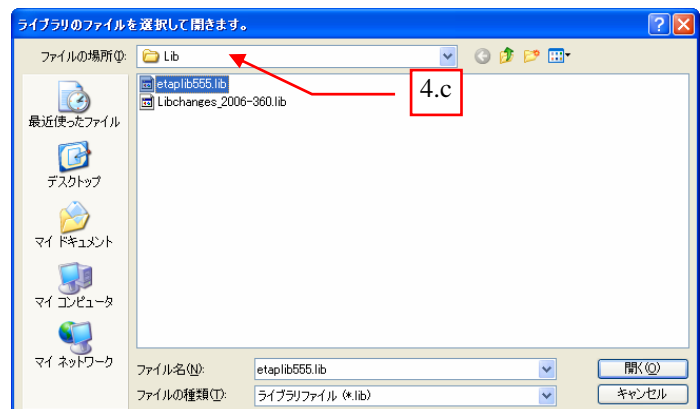 ライブラリのファイルを選択して開きます。
ファイルの場所(I):
Lib
etaplib555.lib
Libchanges_2006-360.lib
4.c
最近使ったファイル
デスクトップ
マイ ドキュメント
マイ コンピュータ
マイ ネットワーク
ファイル名(N):
etaplib555.lib
開く(O)
ファイルの種類(T):
ライブラリファイル (*.lib)
キャンセル